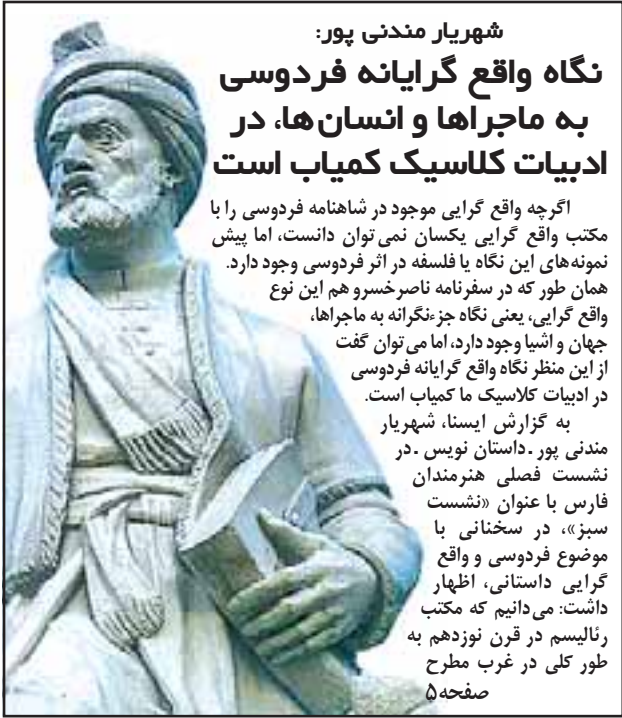 شهریار مندنی پور:
نگاه واقع گرایانه فردوسی
به ماجراها و انسان‌ها، در
ادبیات کلاسیک کمیاب است
اگرچه واقع گرایی موجود در شاهنامه فردوسی را با
مکتب واقع گرایی یکسان نمی‌توان دانست، اما پیش
نمونه‌های این نگاه یا فلسفه در اثر فردوسی وجود دارد.
همان طور که در سفرنامه ناصرخسرو هم این نوع
واقع گرایی، یعنی نگاه جزءنگرانه به ماجراها،
جهان و اشیا وجود دارد، اما می‌توان گفت
از این منظر نگاه واقع گرایانه فردوسی
در ادبیات کلاسیک ما کمیاب است.
به گزارش ایسنا، شهریار
مندنی پور ـ داستان نویس ـ در
نشست فصلی هنرمندان
فارس با عنوان «نشست
سبز»، در سخنانی با
موضوع فردوسی و واقع
گرایی داستانی، اظهار
داشت: می‌دانیم که مکتب
رئالیسم در قرن نوزدهم به
طور کلی در غرب مطرح
صفحه۵